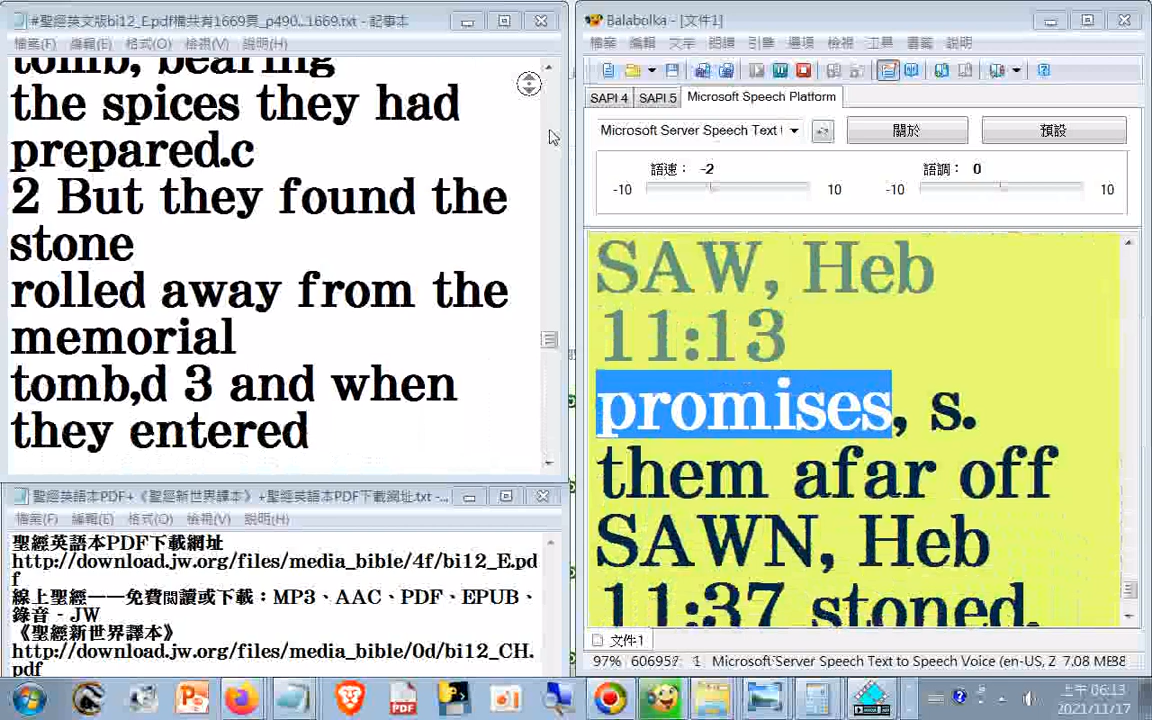 #聖經英文版bi12_E.pdf檔共有1669頁_p490...1669.txt - 記事本
檔案(F) 編輯(E) 格式(O) 檢視(V) 說明(H)
tomb, bearing
the spices they had
prepared.c
2 But they found the
stone
rolled away from the
memorial
tomb,d 3 and when
they entered
聖經英語本PDF+《聖經新世界譯本》+聖經英語本PDF下載網址.txt - ...
檔案(F) 編輯(E) 格式(O) 檢視(V) 說明(H)
聖經英語本PDF下載網址
http://download.jw.org/files/media_bible/4f/bi12_E.pd
f
線上聖經——免費閱讀或下載：MP3、AAC、PDF、EPUB、
錄音 - JW
《聖經新世界譯本》
http://download.jw.org/files/media_bible/0d/bi12_CH.
pdf
Balabolka - [文件1]
檔案 編輯 文字 朗讀 引擎 選項 檢視 工具 書籤 說明
SAPI 4 SAPI 5 Microsoft Speech Platform
Microsoft Server Speech Text 關於 預設
語速： -2 語調： 0
-10 10 -10 10
SAW, Heb
11:13
promises, s.
them afar off
SAWN, Heb
11:37 stoned,
文件1
97% 606957 1 Microsoft Server Speech Text to Speech Voice (en-US, Z 7.08 MB
上午 06:13
2021/11/17